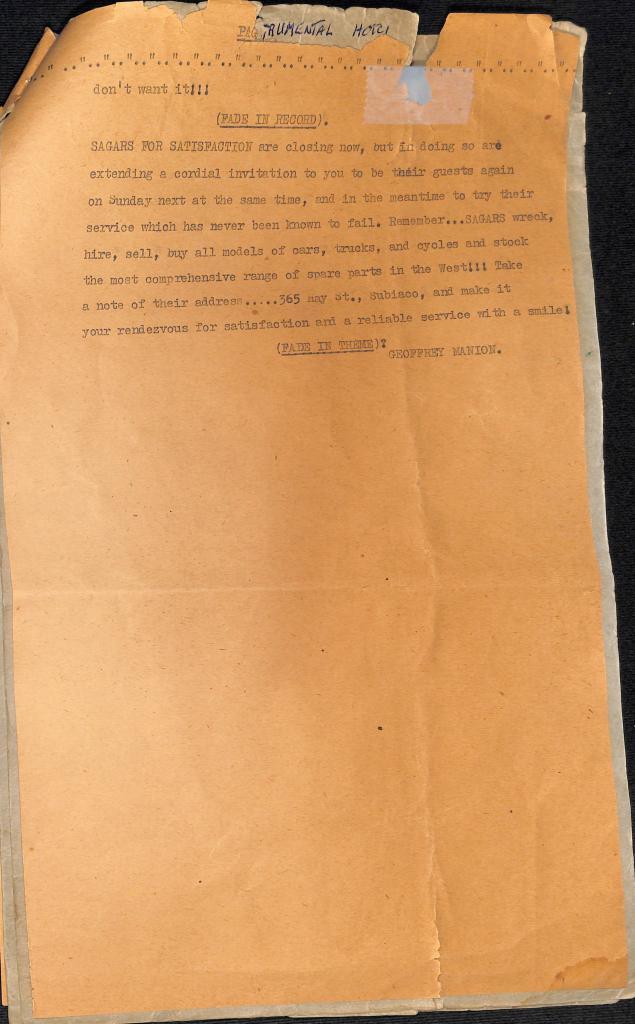 PAG
RUMENTAL
don't want it!!!
(FADE IN RECORD).
SAGARS FOR SATISFACTION are closing now, but in doing so are
extending a cordial invitation to you to be their guests again
on Sunday next at the same time, and in the meantime to try their
service which has never been known to fail. Remember...SAGARS wreck,
hire, sell, buy all models of cars, trucks, and cycles and stock
the most comprehensive range of spare parts in the West!!! Take
a note of their address.....365 Hay St., Subiaco, and make it
your rendezvous for satisfaction and a reliable service with a smile!
(FADE IN THEME)?
GEOFFREY MANION.